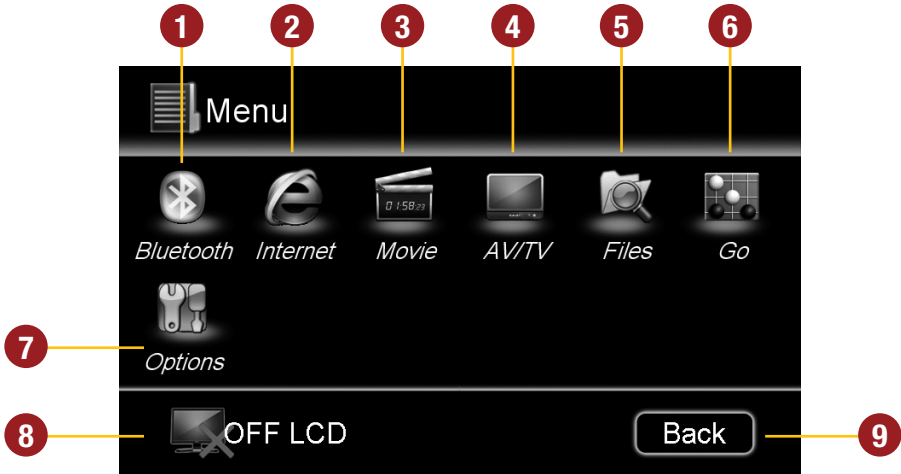 1 2 3 4 5 6
Menu
01:58:23
Bluetooth Internet Movie AV/TV Files Go
7
Options
8 OFF LCD Back 9